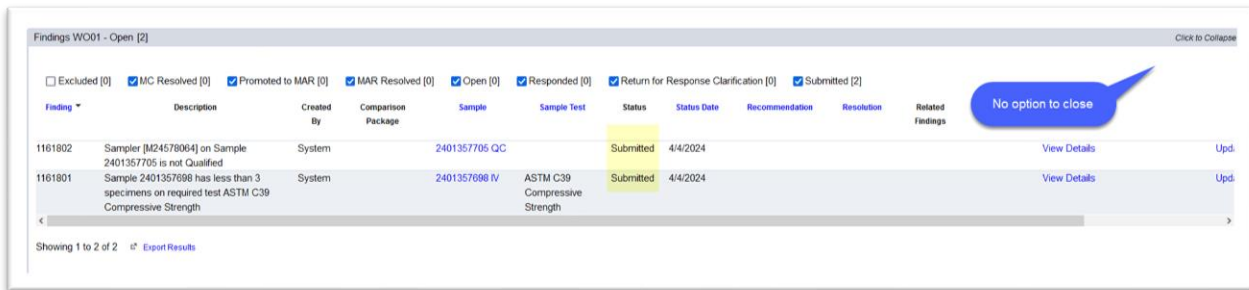 Findings WO01 - Open [2] Click to Collapse
Excluded [0] MC Resolved [0] Promoted to MAR [0] MAR Resolved [0] Open [0] Responded [0] Return for Response Clarification [0] Submitted [2]
No option to close
Finding Description Created By Comparison Package Sample Sample Test Status Status Date Recommendation Resolution Related Findings
1161802 Sampler [M24578064] on Sample 2401357705 is not Qualified System 2401357705 QC Submitted 4/4/2024 View Details Upd
1161801 Sample 2401357698 has less than 3 specimens on required test ASTM C39 Compressive Strength System 2401357698 IV ASTM C39 Compressive Strength Submitted 4/4/2024 View Details Upd
Showing 1 to 2 of 2 Export Results